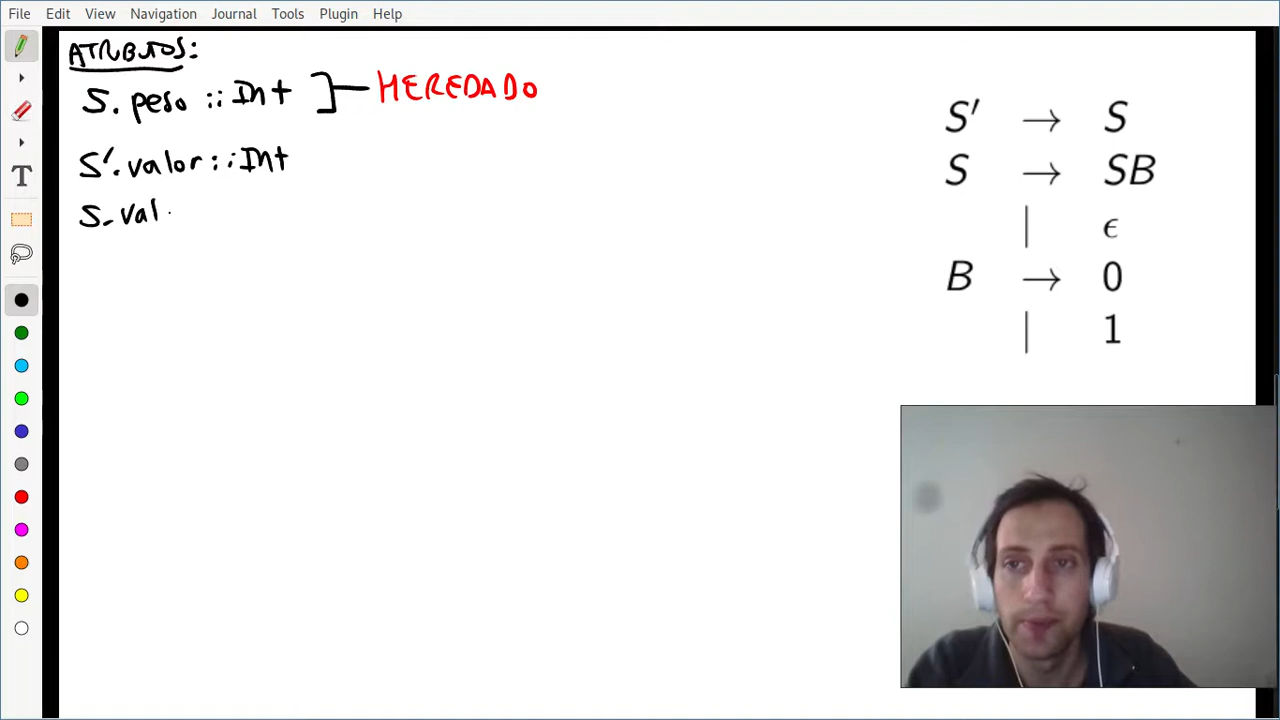 File Edit View Navigation Journal Tools Plugin Help
ATRIBUTOS:
S.peso :: Int ]— HEREDADO
S'.valor :: Int
S.val
S' → S
S → SB
| ϵ
B → 0
| 1
T